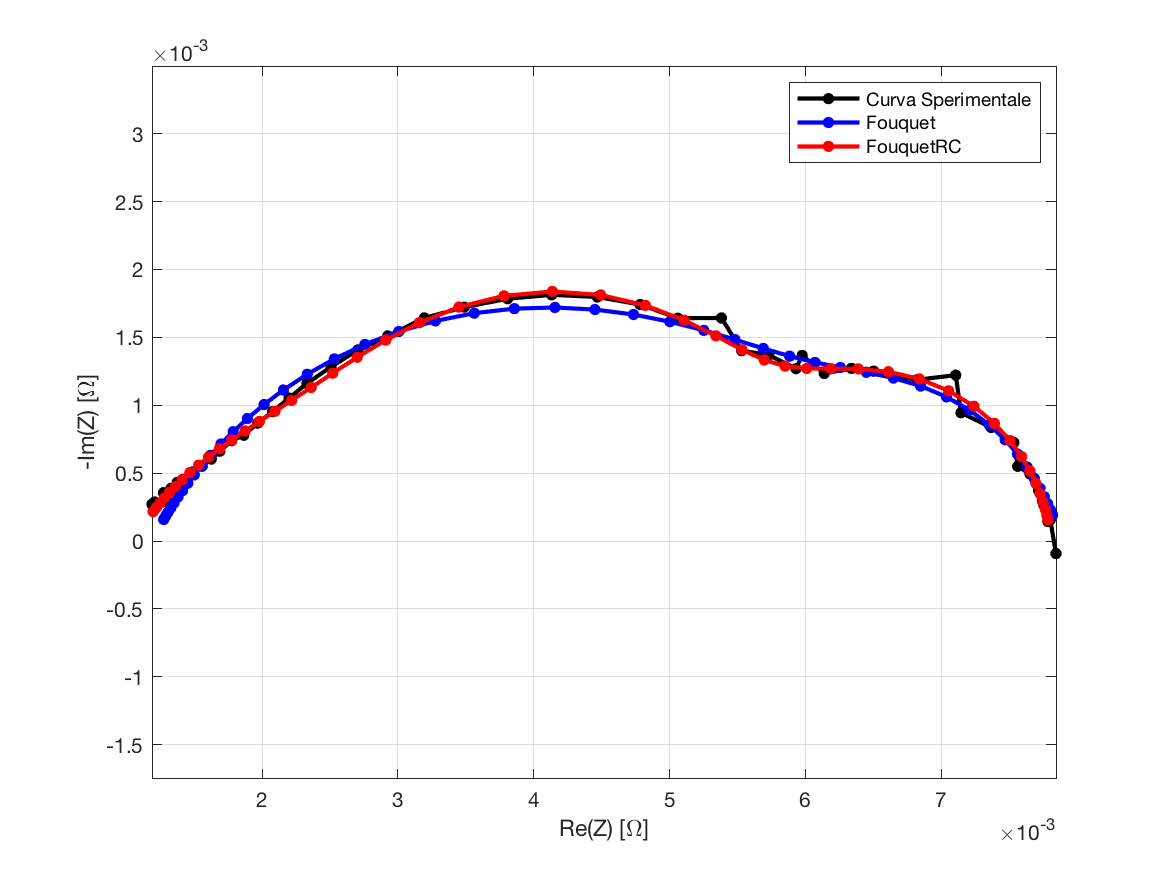 ×10-3
Curva Sperimentale
Fouquet
FouquetRC
3
2.5
2
1.5
1
0.5
0
-0.5
-1
-1.5
-Im(Z) [Ω]
2 3 4 5 6 7
Re(Z) [Ω]
×10-3